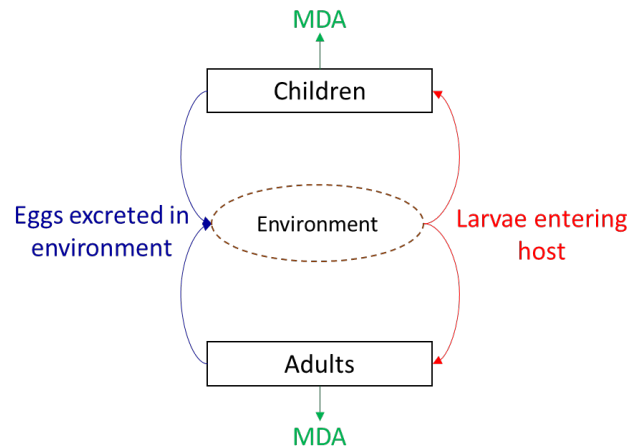 MDA
Children
Eggs excreted in
environment
Environment
Larvae entering
host
Adults
MDA